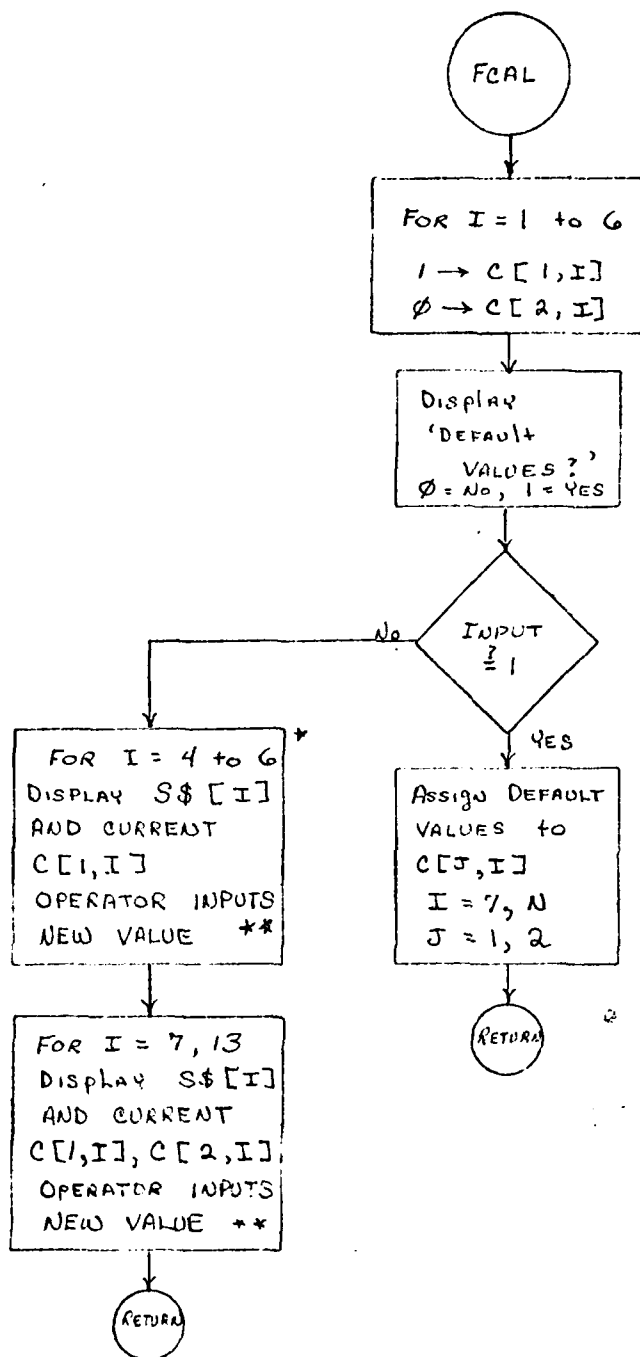 FCAL
FOR I = 1 to 6
1 → C[1,I]
Ø → C[2,I]
Display
'DEFAULT
VALUES?'
Ø = No, 1 = YES
INPUT
?
= 1
No
YES
*
FOR I = 4 to 6
DISPLAY S$[I]
AND CURRENT
C[1,I]
OPERATOR INPUTS
NEW VALUE **
ASSIGN DEFAULT
VALUES to
C[J,I]
I = 7, N
J = 1, 2
RETURN
FOR I = 7, 13
DISPLAY S$[I]
AND CURRENT
C[1,I], C[2,I]
OPERATOR INPUTS
NEW VALUE **
RETURN